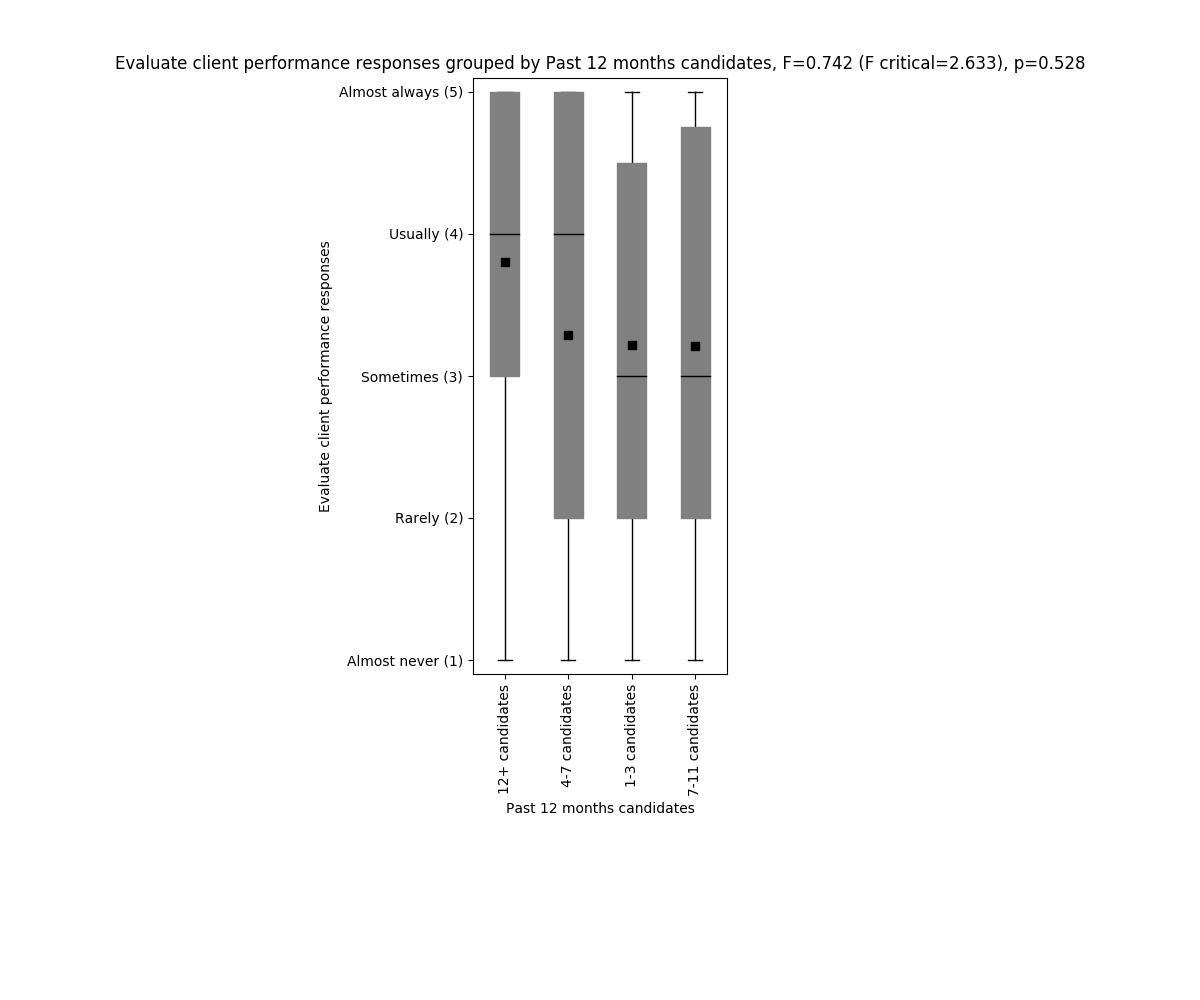 Evaluate client performance responses grouped by Past 12 months candidates, F=0.742 (F critical=2.633), p=0.528
Almost always (5)
Usually (4)
Sometimes (3)
Rarely (2)
Almost never (1)
Evaluate client performance responses
12+ candidates
4-7 candidates
1-3 candidates
7-11 candidates
Past 12 months candidates